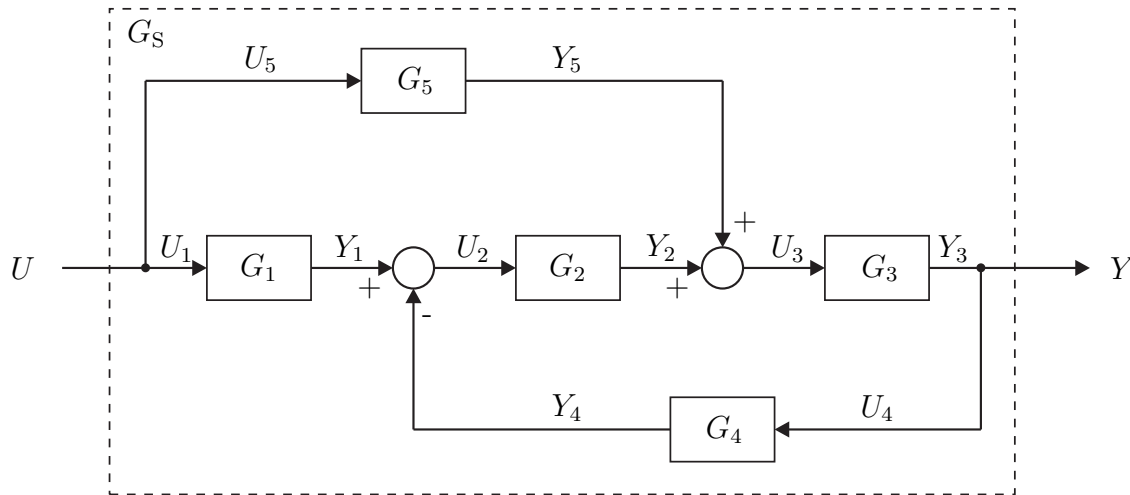 G_S
U_5 G_5 Y_5
+
U U_1 G_1 Y_1 U_2 G_2 Y_2 U_3 G_3 Y_3 Y
+ +
-
Y_4 G_4 U_4